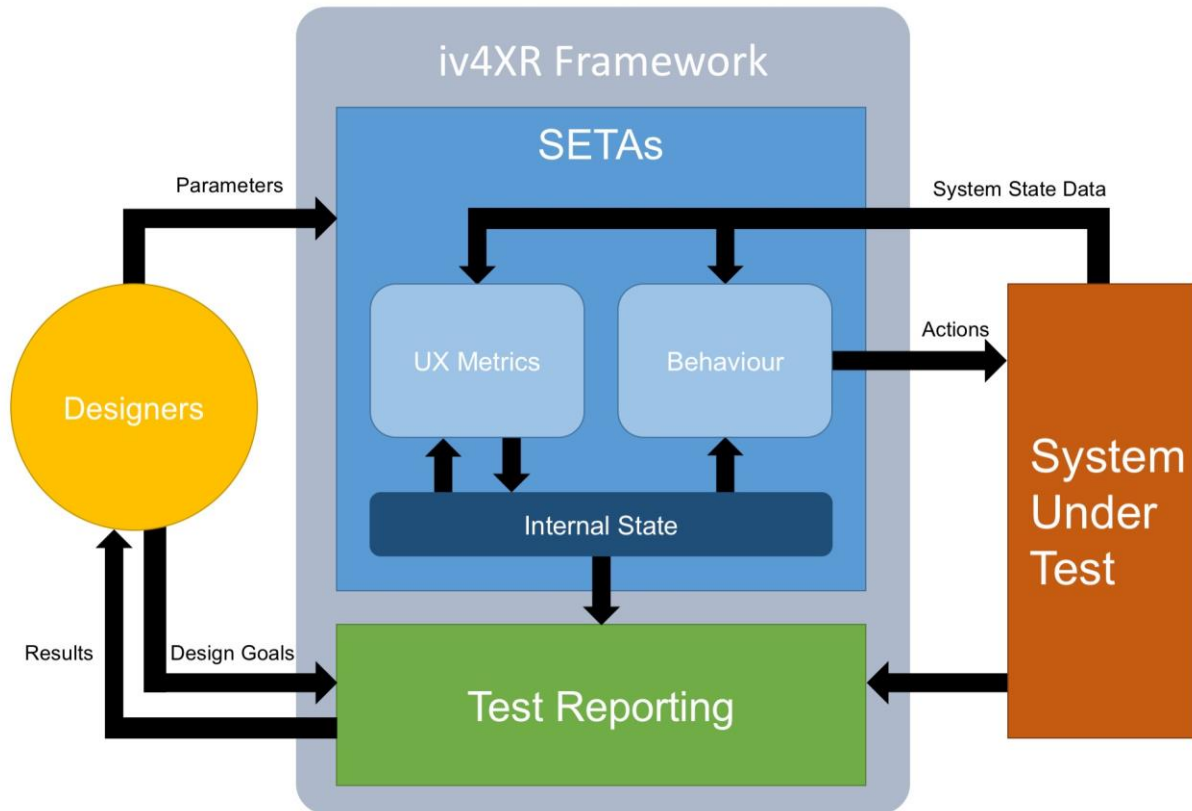 iv4XR Framework
SETAs
Parameters
System State Data
UX Metrics
Behaviour
Actions
Designers
System
Under
Test
Internal State
Results
Design Goals
Test Reporting